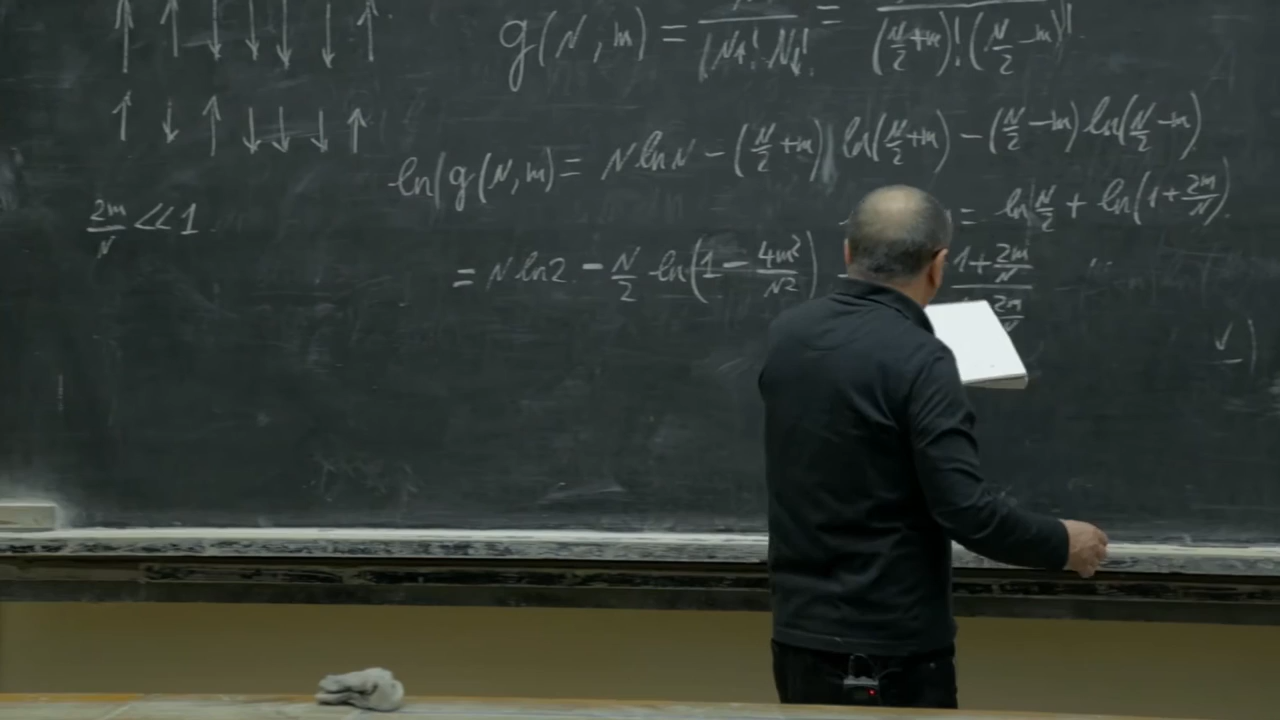 ↑ ↑ ↓ ↓ ↓ ↓ ↑
g(N,m) = / N↑! N↓! = / (N/2+m)! (N/2-m)!
↑ ↓ ↑ ↓ ↓ ↓ ↑
ln(g(N,m) = N ln N - (N/2+m) ln(N/2+m) - (N/2-m) ln(N/2-m)
2m/N << 1
= ln N/2 + ln(1+2m/N)
= N ln2 - N/2 ln(1 - 4m²/N²) 1+2m/N / 2m/N